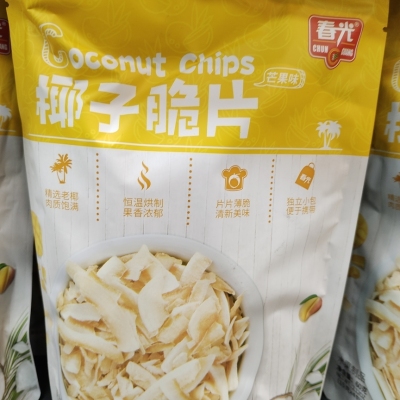 春光®
CHUN GUANG
Coconut Chips
芒果味
椰子脆片
精选老椰
肉质饱满
恒温烘制
果香浓郁
片片薄脆
清新美味
独立小包
便于携带